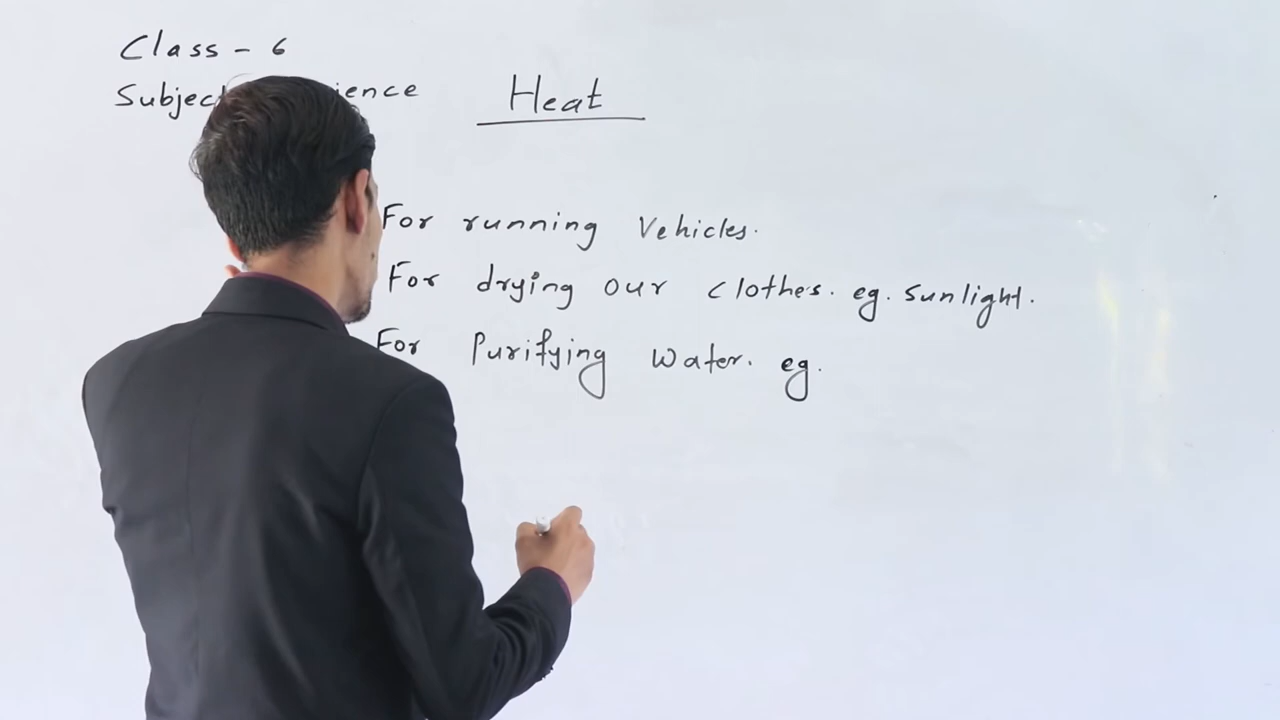 Class - 6
Subject ience
Heat
For running Vehicles.
For drying our clothes. eg. Sunlight.
For Purifying Water. eg.